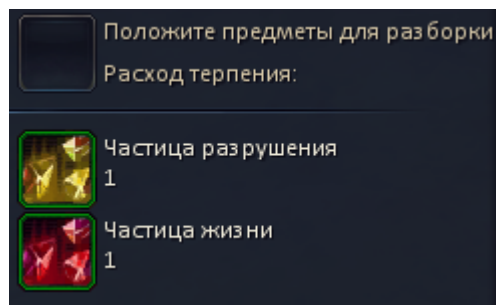 Положите предметы для разборки
Расход терпения:
Частица разрушения
1
Частица жизни
1